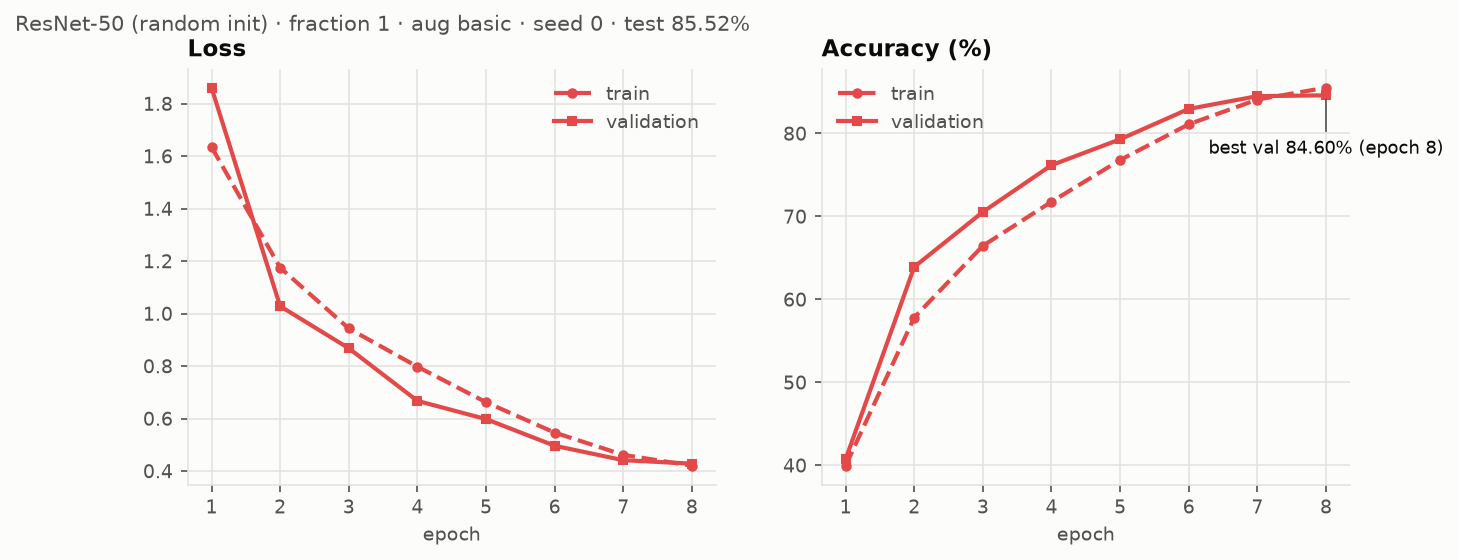 ResNet-50 (random init) · fraction 1 · aug basic · seed 0 · test 85.52%
Loss
train
validation
1.8
1.6
1.4
1.2
1.0
0.8
0.6
0.4
1 2 3 4 5 6 7 8
epoch
Accuracy (%)
train
validation
80
70
60
50
40
best val 84.60% (epoch 8)
1 2 3 4 5 6 7 8
epoch